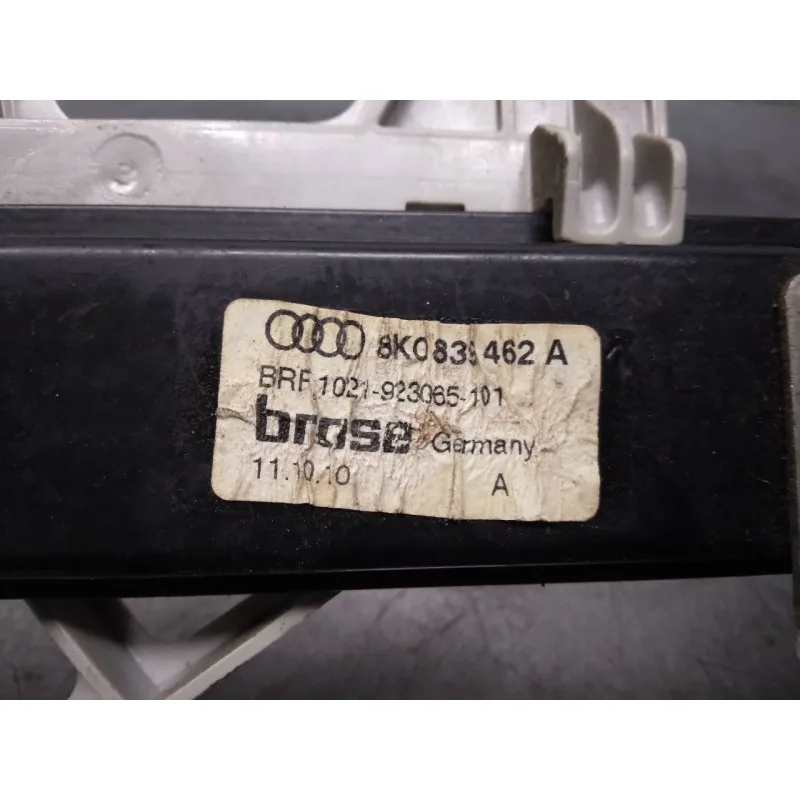 8K0839462 A
BRF.1021-923065-101
brose Germany
11.10.10 A